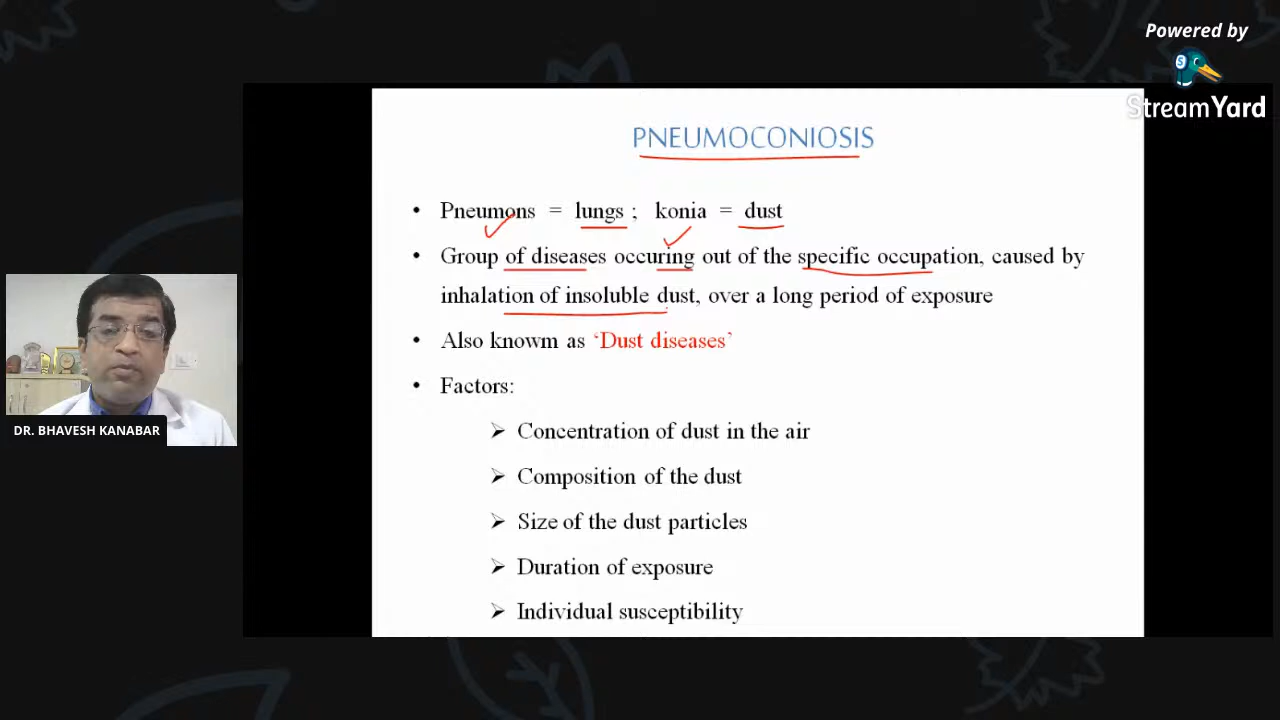 Powered by
StreamYard
PNEUMOCONIOSIS
• Pneumons = lungs ; konia = dust
• Group of diseases occuring out of the specific occupation, caused by
inhalation of insoluble dust, over a long period of exposure
• Also known as ‘Dust diseases’
• Factors:
➢ Concentration of dust in the air
➢ Composition of the dust
➢ Size of the dust particles
➢ Duration of exposure
➢ Individual susceptibility
DR. BHAVESH KANABAR